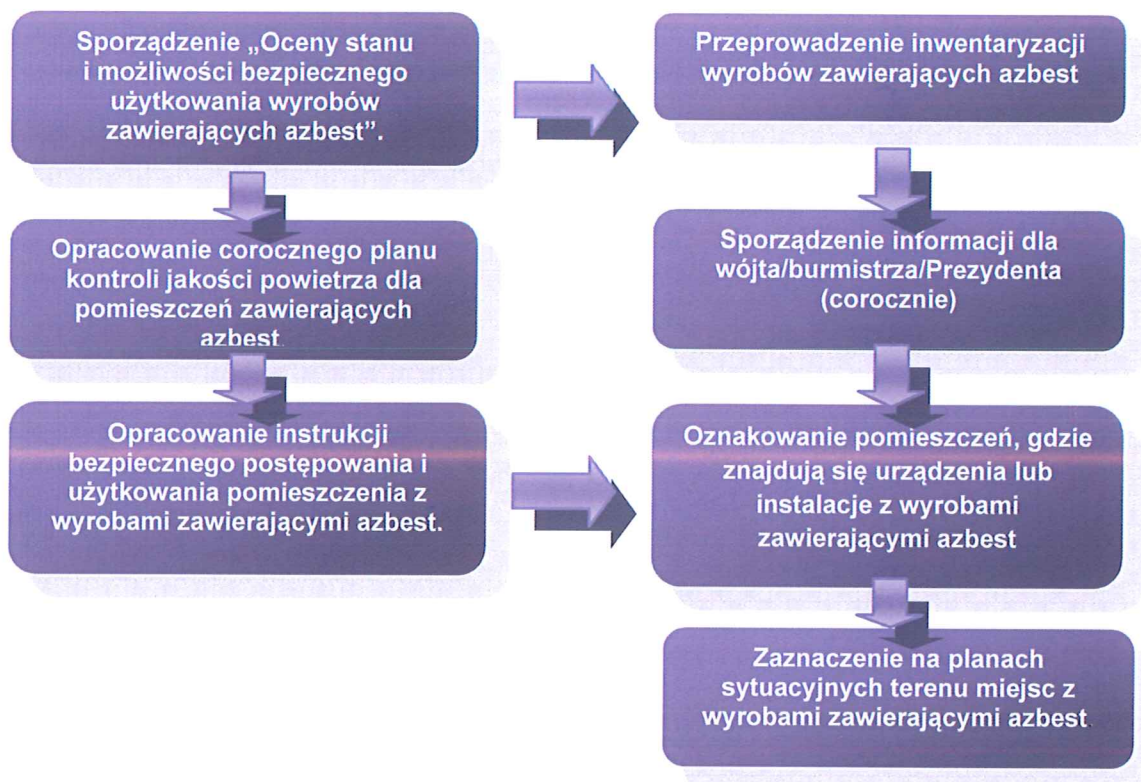 Sporządzenie „Oceny stanu
i możliwości bezpiecznego
użytkowania wyrobów
zawierających azbest”.
Przeprowadzenie inwentaryzacji
wyrobów zawierających azbest
Opracowanie corocznego planu
kontroli jakości powietrza dla
pomieszczeń zawierających
azbest.
Sporządzenie informacji dla
wójta/burmistrza/Prezydenta
(corocznie)
Opracowanie instrukcji
bezpiecznego postępowania i
użytkowania pomieszczenia z
wyrobami zawierającymi azbest.
Oznakowanie pomieszczeń, gdzie
znajdują się urządzenia lub
instalacje z wyrobami
zawierającymi azbest
Zaznaczenie na planach
sytuacyjnych terenu miejsc z
wyrobami zawierającymi azbest.